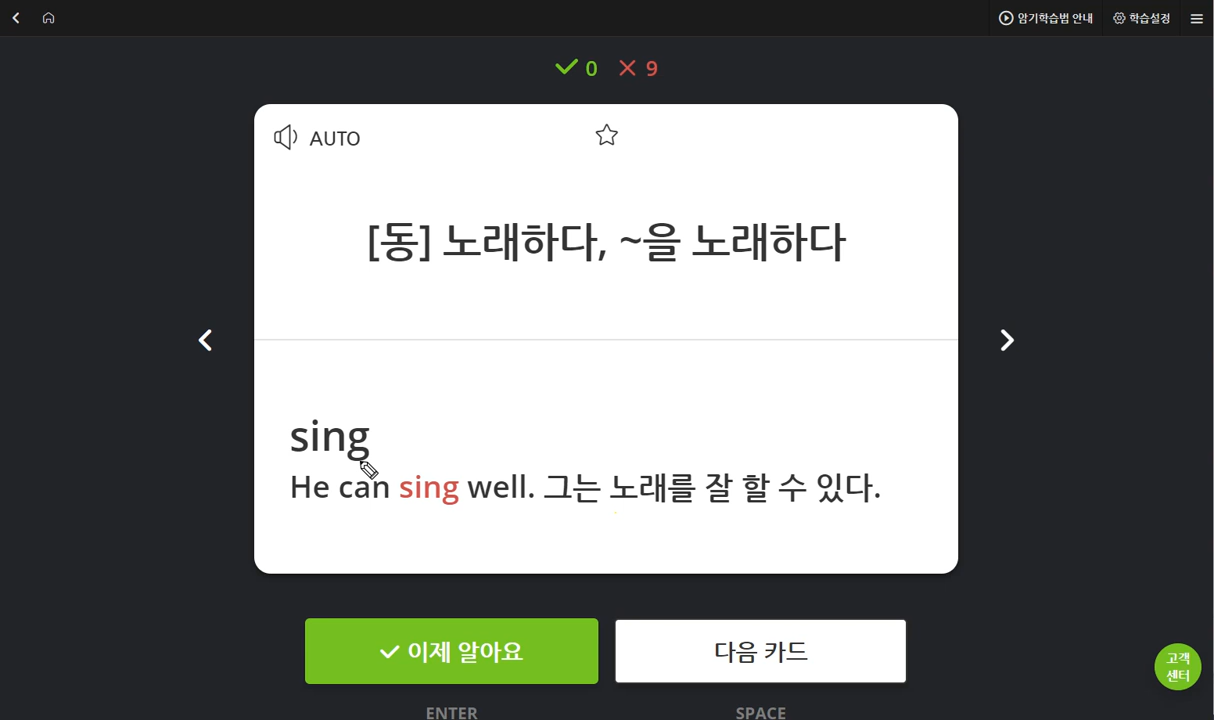 암기학습법 안내 학습설정
0 9
AUTO
[동] 노래하다, ~을 노래하다
sing
He can sing well. 그는 노래를 잘 할 수 있다.
이제 알아요 다음 카드
고객
센터
ENTER SPACE